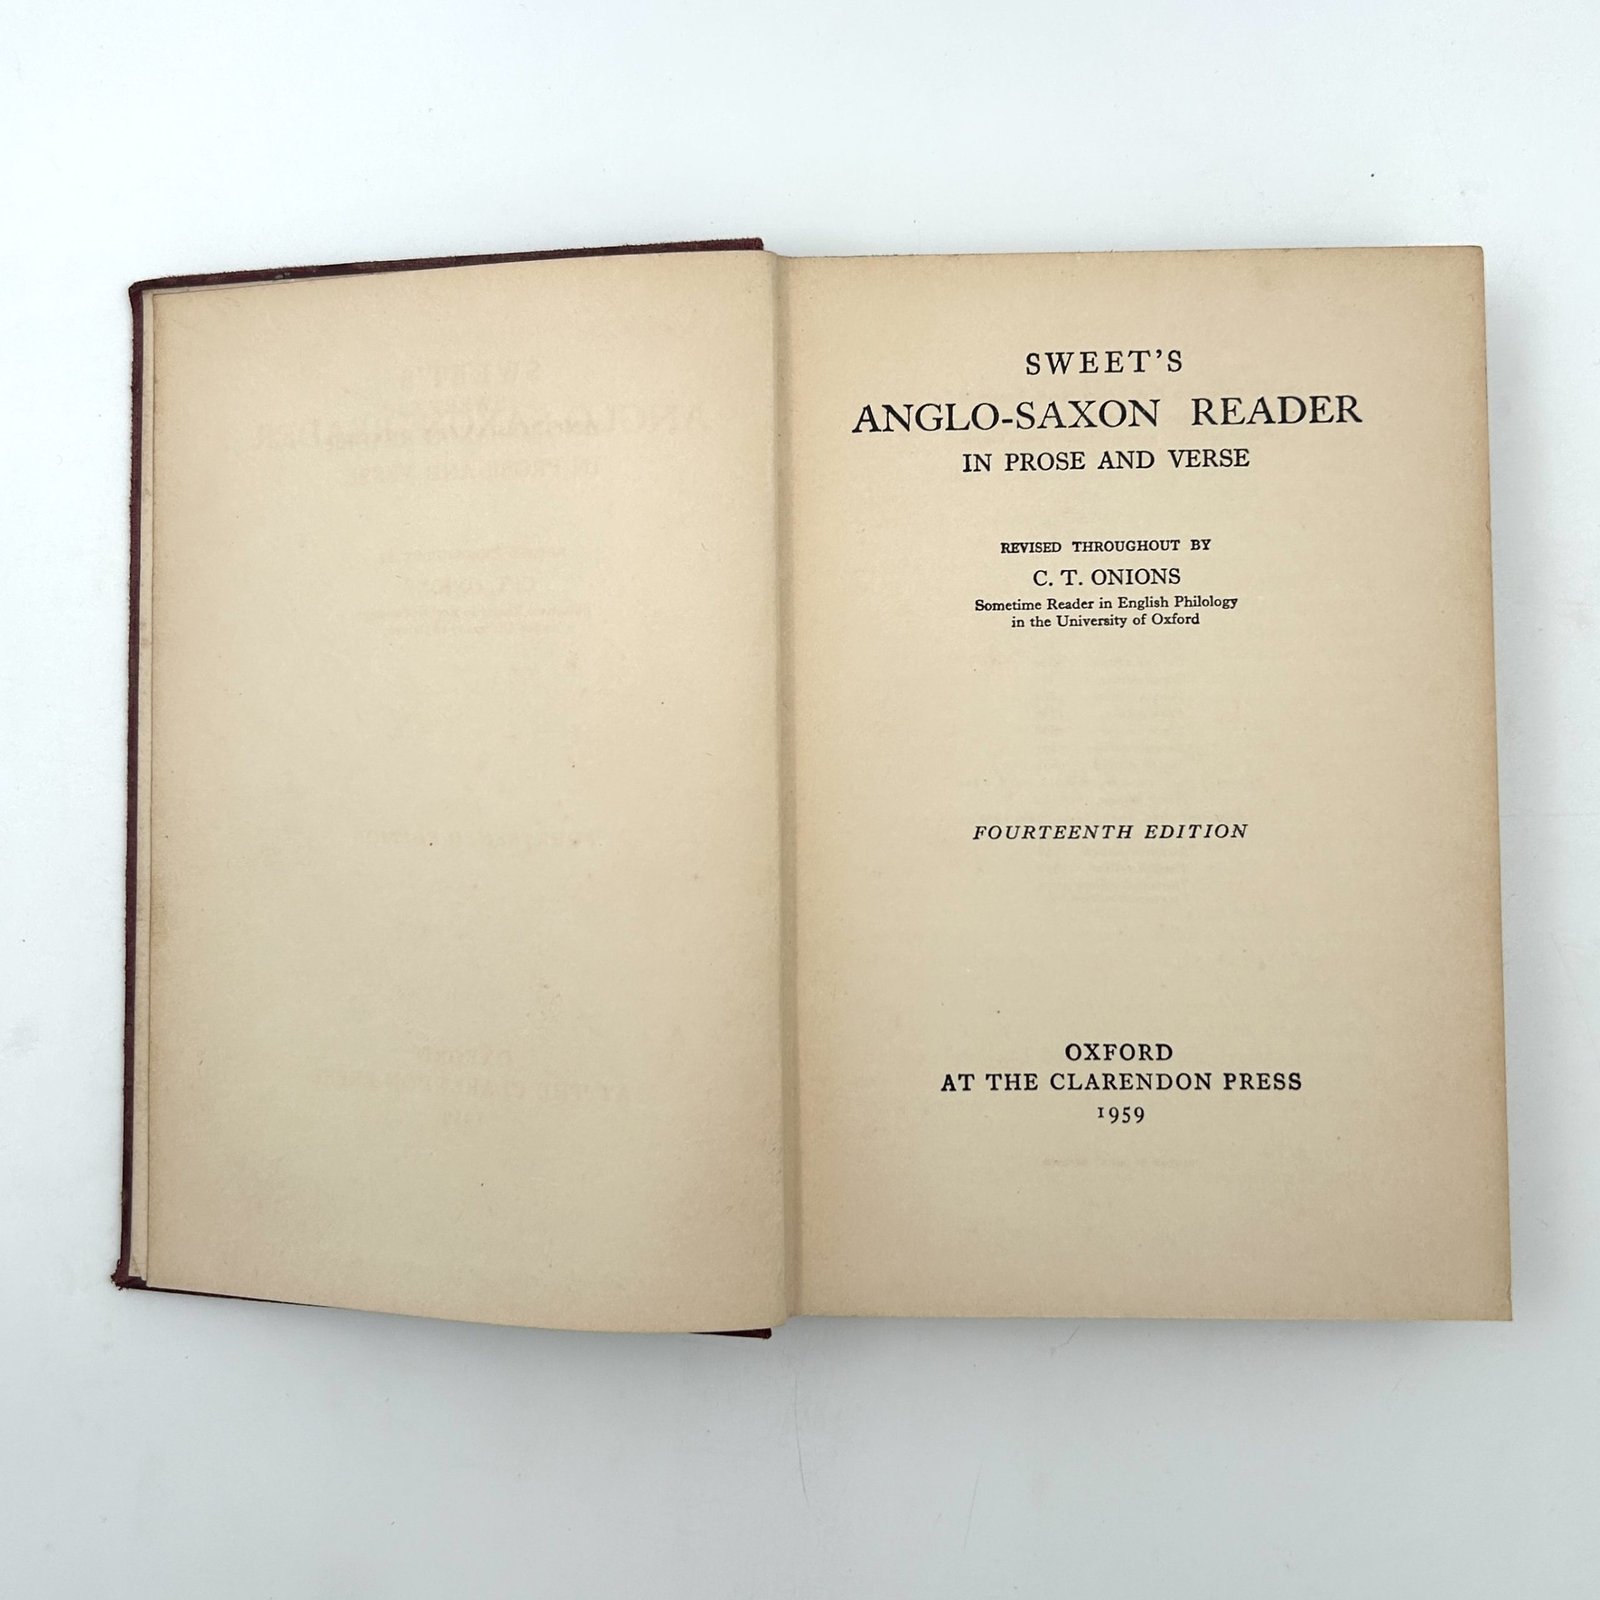 SWEET'S
ANGLO-SAXON READER
IN PROSE AND VERSE
REVISED THROUGHOUT BY
C. T. ONIONS
Sometime Reader in English Philology
in the University of Oxford
FOURTEENTH EDITION
OXFORD
AT THE CLARENDON PRESS
1959